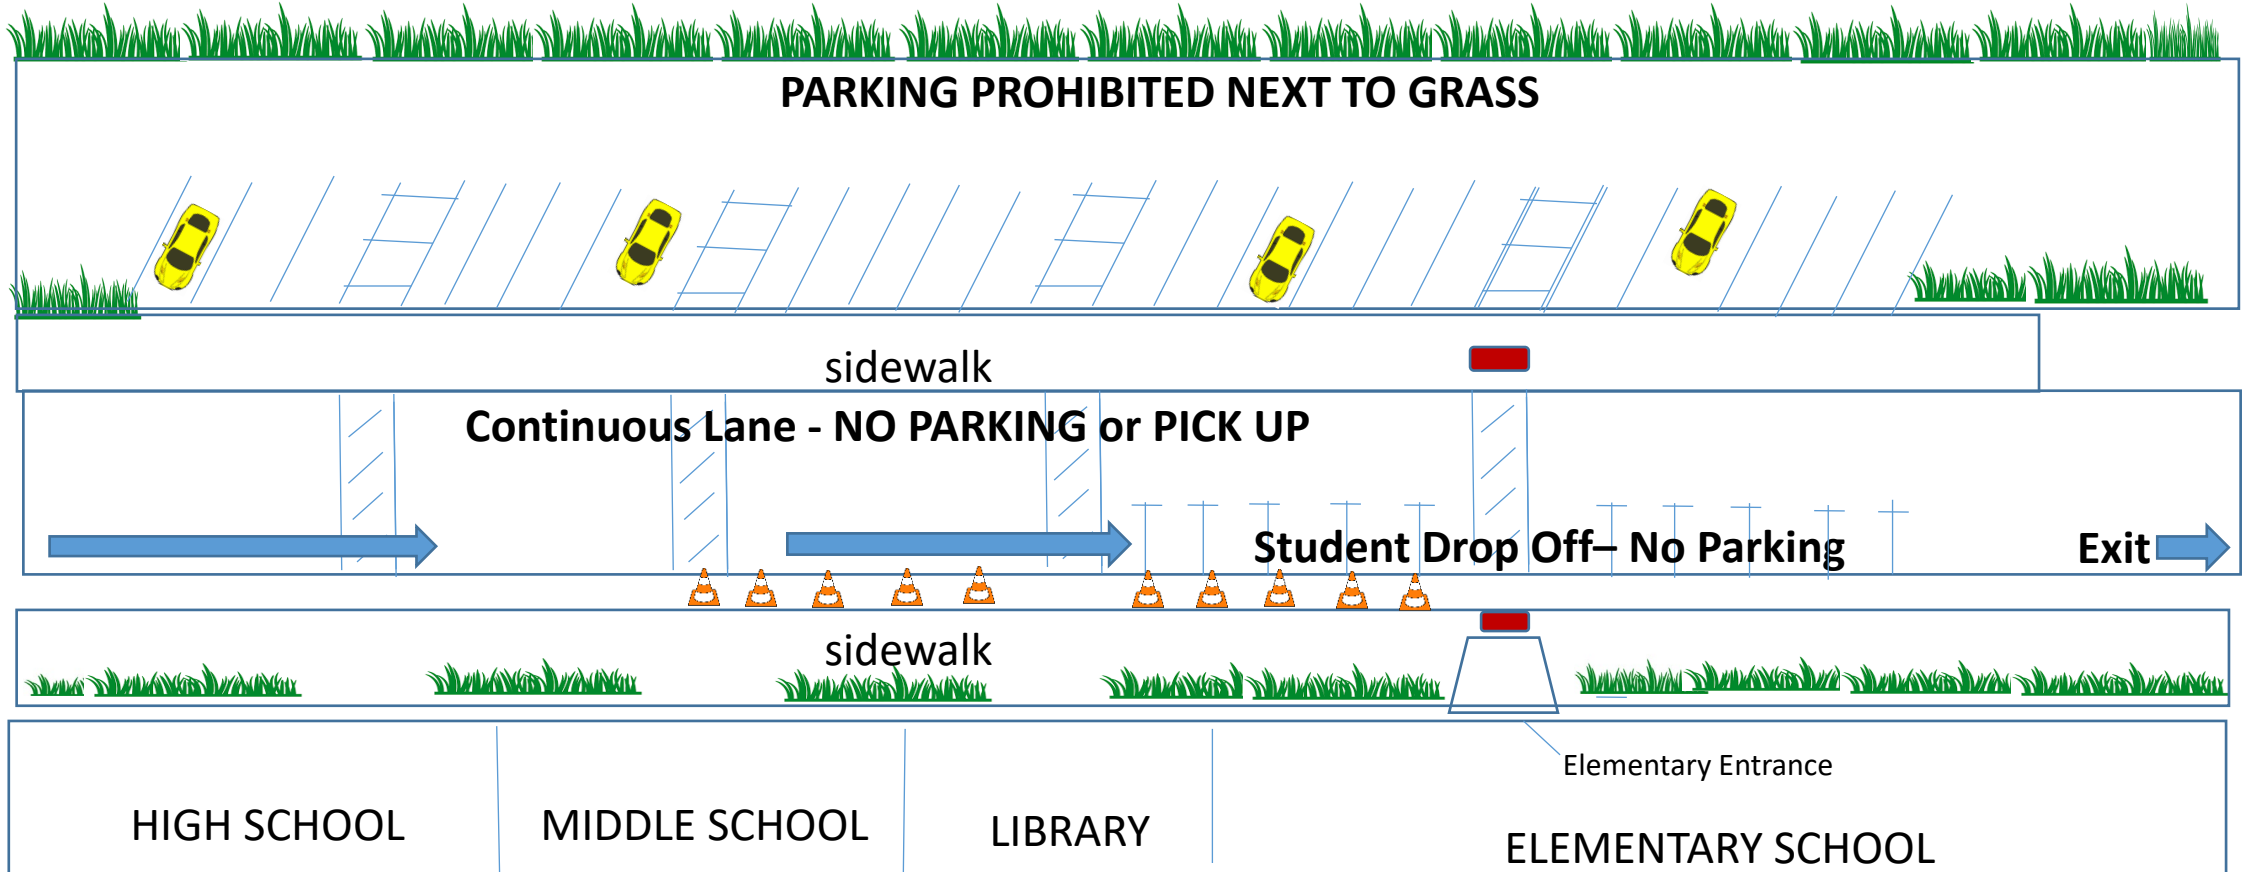 PARKING PROHIBITED NEXT TO GRASS
sidewalk
Continuous Lane - NO PARKING or PICK UP
Student Drop Off– No Parking
Exit
sidewalk
Elementary Entrance
HIGH SCHOOL
MIDDLE SCHOOL
LIBRARY
ELEMENTARY SCHOOL